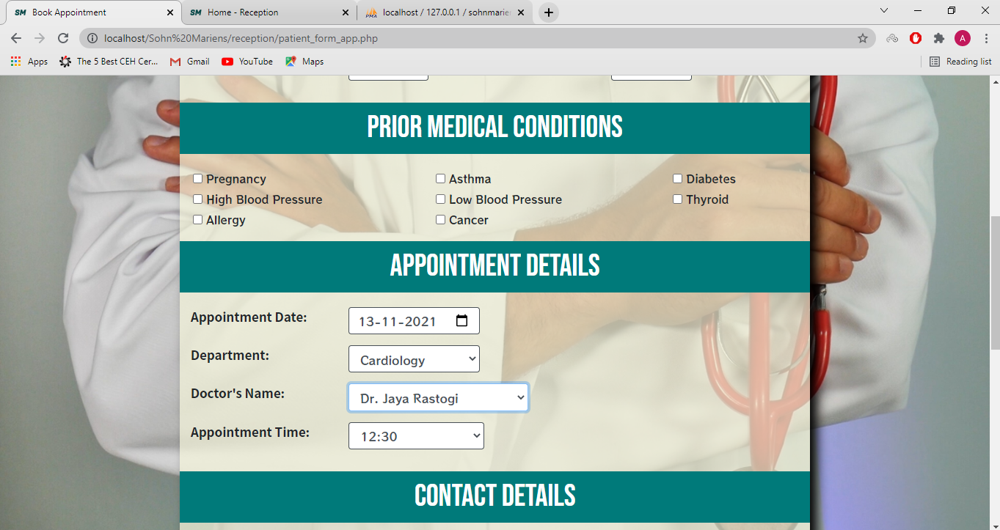 SM Book Appointment
SM Home - Reception
PMA localhost / 127.0.0.1 / sohnmarie
localhost/Sohn%20Mariens/reception/patient_form_app.php
A
Apps
The 5 Best CEH Cer...
Gmail
YouTube
Maps
Reading list
PRIOR MEDICAL CONDITIONS
Pregnancy Asthma Diabetes
High Blood Pressure Low Blood Pressure Thyroid
Allergy Cancer
APPOINTMENT DETAILS
Appointment Date: 13-11-2021
Department: Cardiology
Doctor's Name: Dr. Jaya Rastogi
Appointment Time: 12:30
CONTACT DETAILS